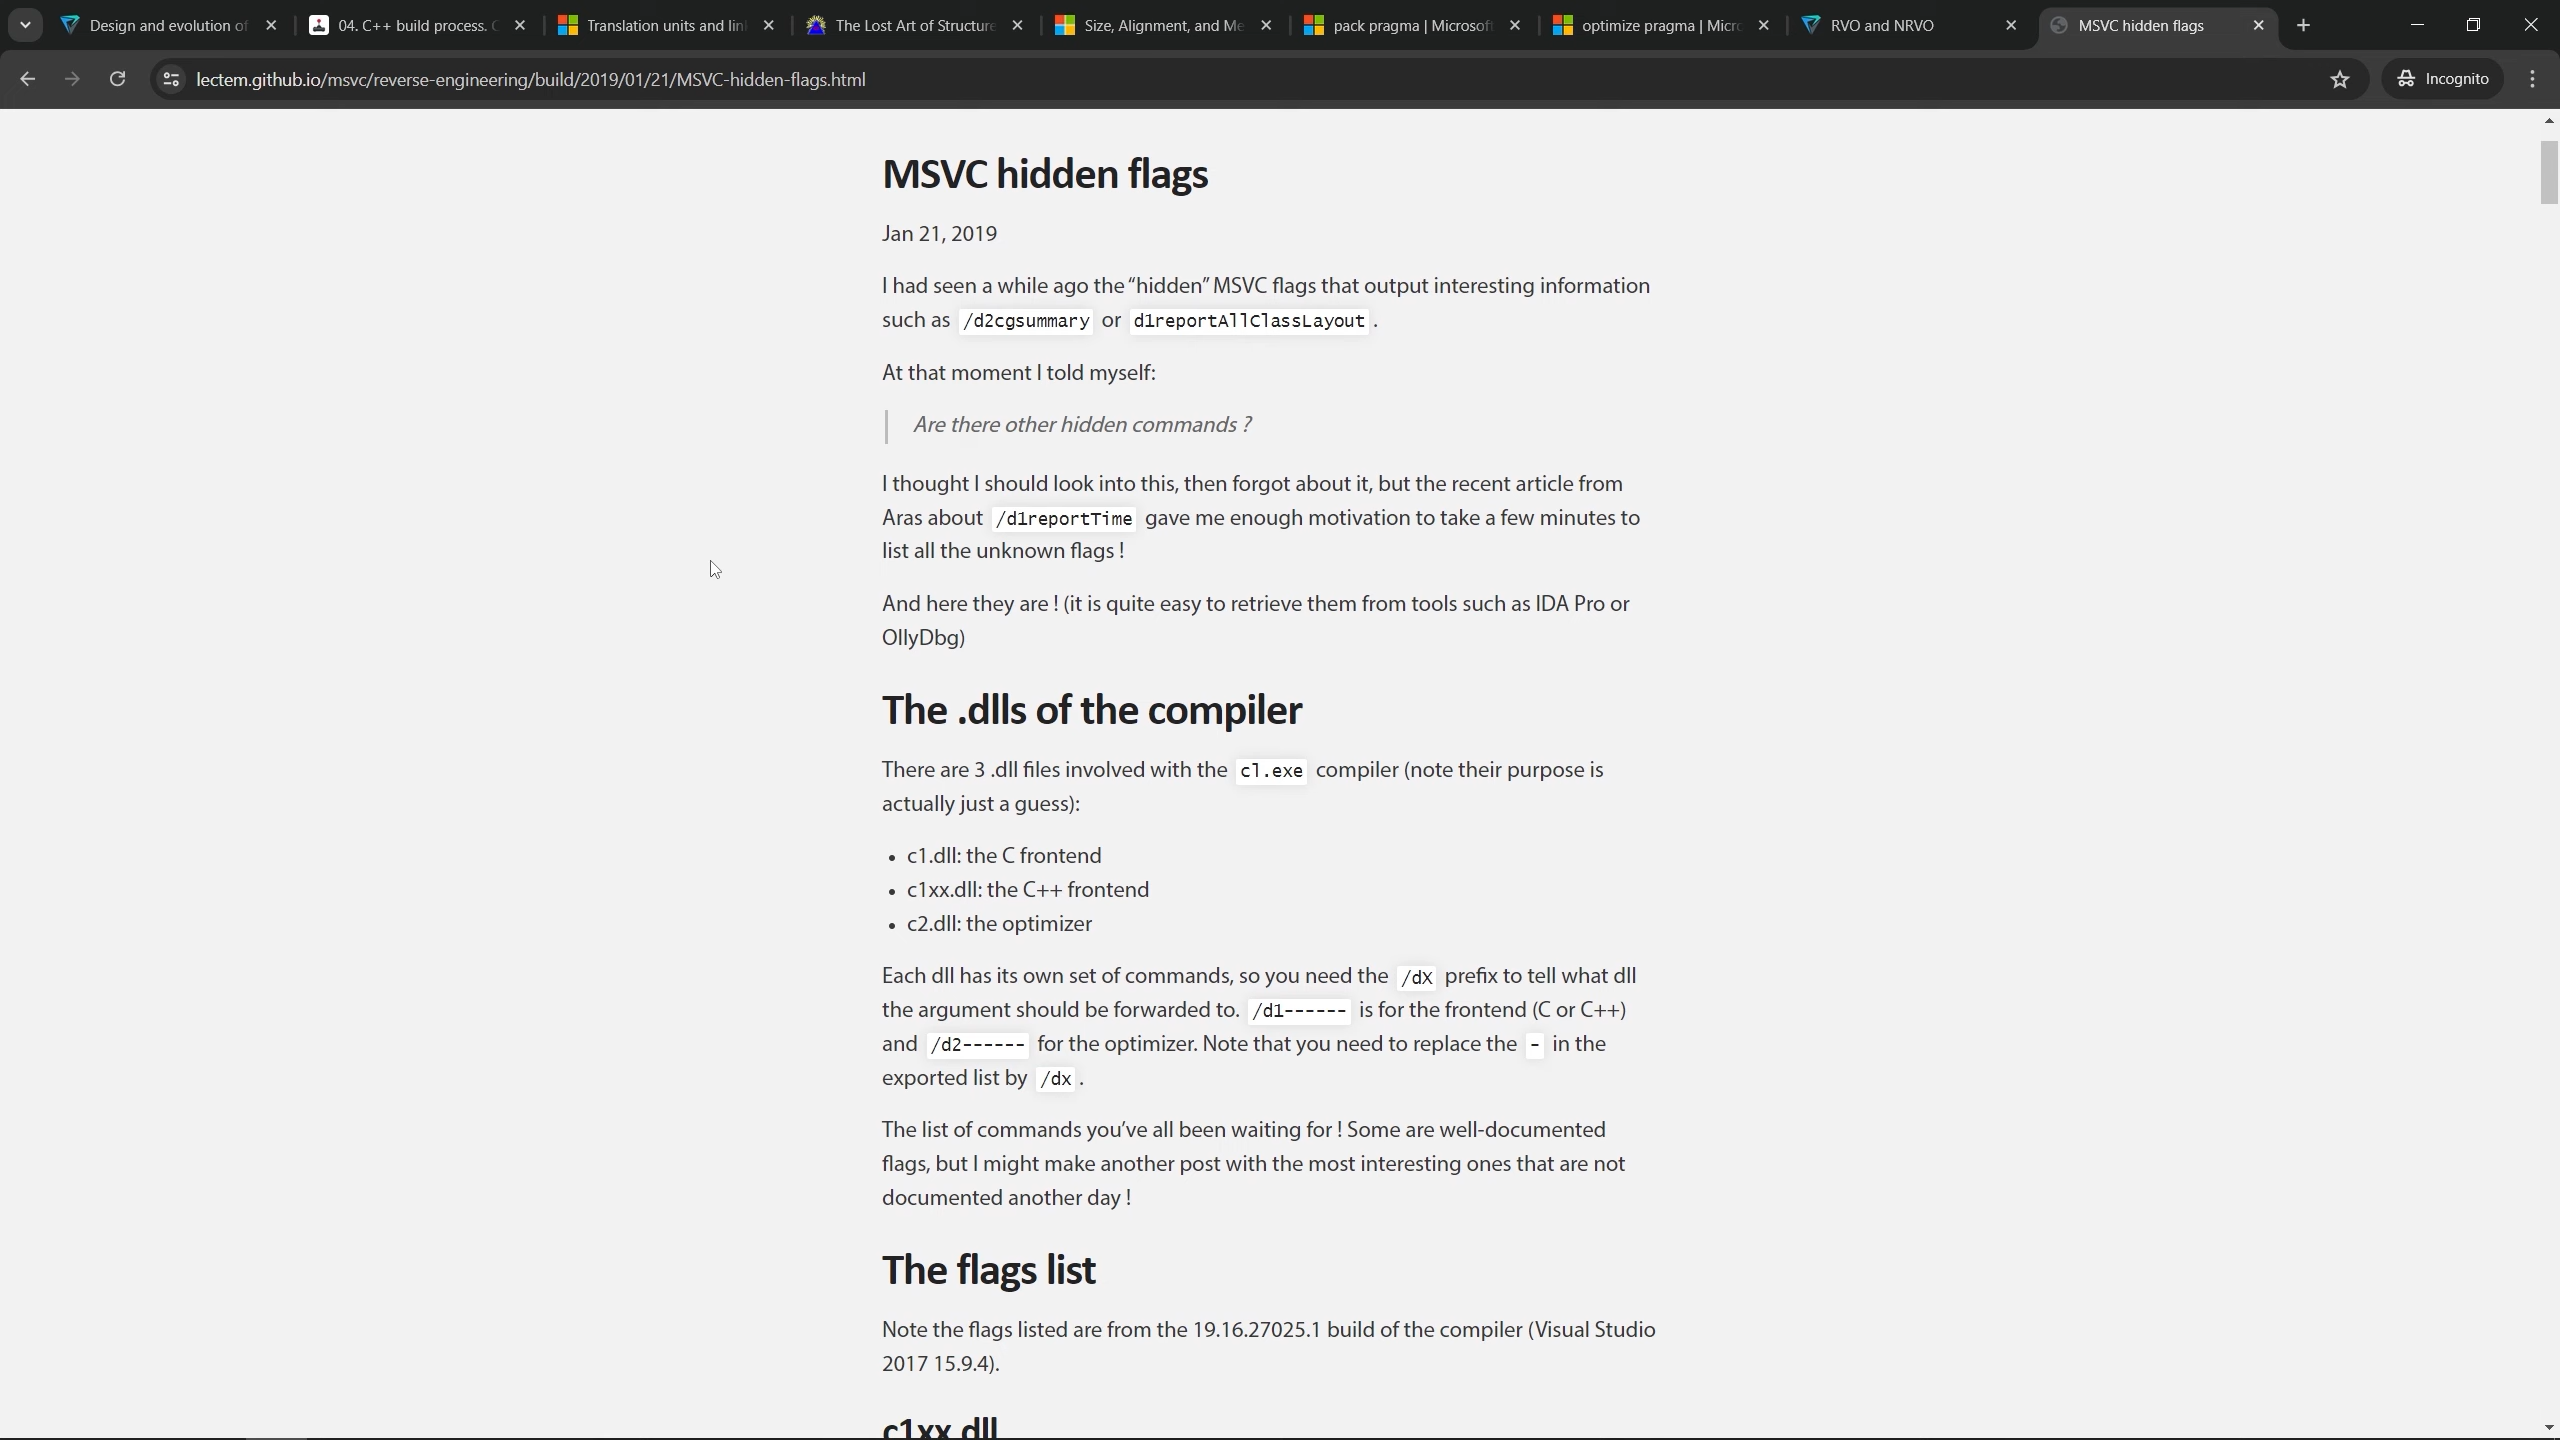 Design and evolution of
04. C++ build process. C
Translation units and lin
The Lost Art of Structure
Size, Alignment, and Me
pack pragma | Microsoft
optimize pragma | Micro
RVO and NRVO
MSVC hidden flags
lectem.github.io/msvc/reverse-engineering/build/2019/01/21/MSVC-hidden-flags.html
Incognito
MSVC hidden flags
Jan 21, 2019
I had seen a while ago the “hidden” MSVC flags that output interesting information
such as /d2cgsummary or d1reportAllClassLayout .
At that moment I told myself:
Are there other hidden commands ?
I thought I should look into this, then forgot about it, but the recent article from
Aras about /d1reportTime gave me enough motivation to take a few minutes to
list all the unknown flags !
And here they are ! (it is quite easy to retrieve them from tools such as IDA Pro or
OllyDbg)
The .dlls of the compiler
There are 3 .dll files involved with the cl.exe compiler (note their purpose is
actually just a guess):
• c1.dll: the C frontend
• c1xx.dll: the C++ frontend
• c2.dll: the optimizer
Each dll has its own set of commands, so you need the /dX prefix to tell what dll
the argument should be forwarded to. /d1------ is for the frontend (C or C++)
and /d2------ for the optimizer. Note that you need to replace the - in the
exported list by /dx .
The list of commands you’ve all been waiting for ! Some are well-documented
flags, but I might make another post with the most interesting ones that are not
documented another day !
The flags list
Note the flags listed are from the 19.16.27025.1 build of the compiler (Visual Studio
2017 15.9.4).
c1xx.dll